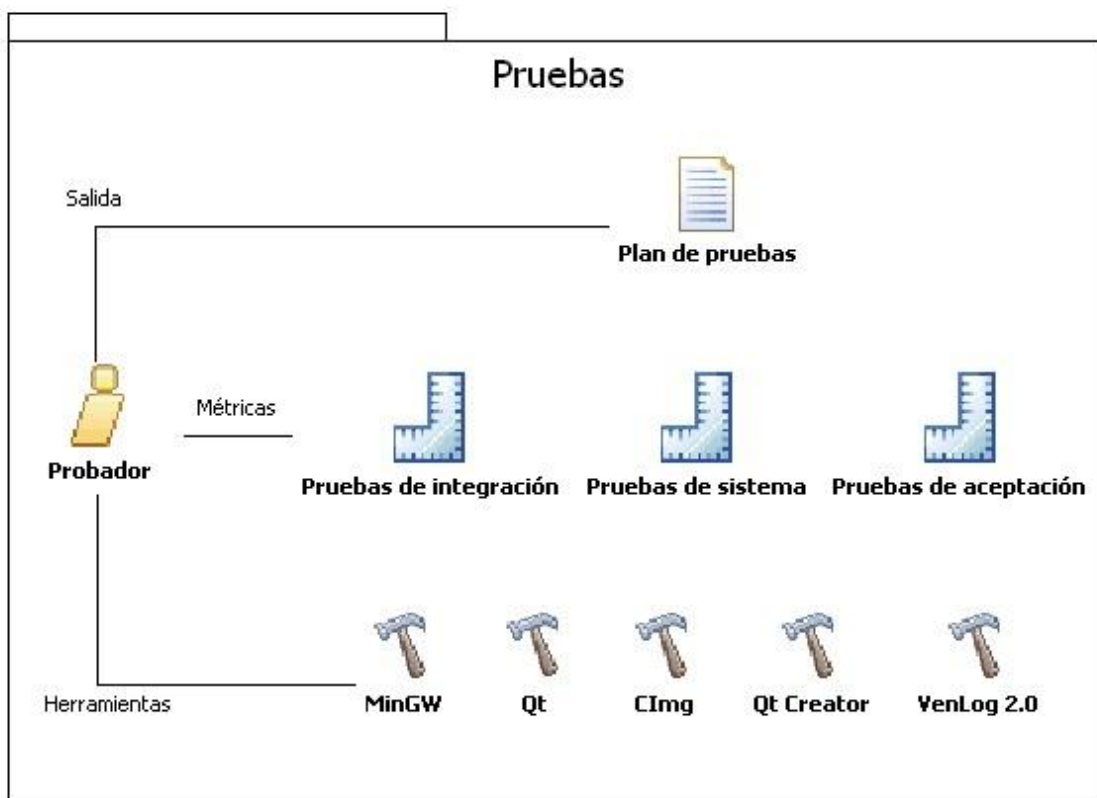 Pruebas
Salida
Plan de pruebas
Métricas
Probador
Pruebas de integración
Pruebas de sistema
Pruebas de aceptación
Herramientas
MinGW
Qt
CImg
Qt Creator
VenLog 2.0